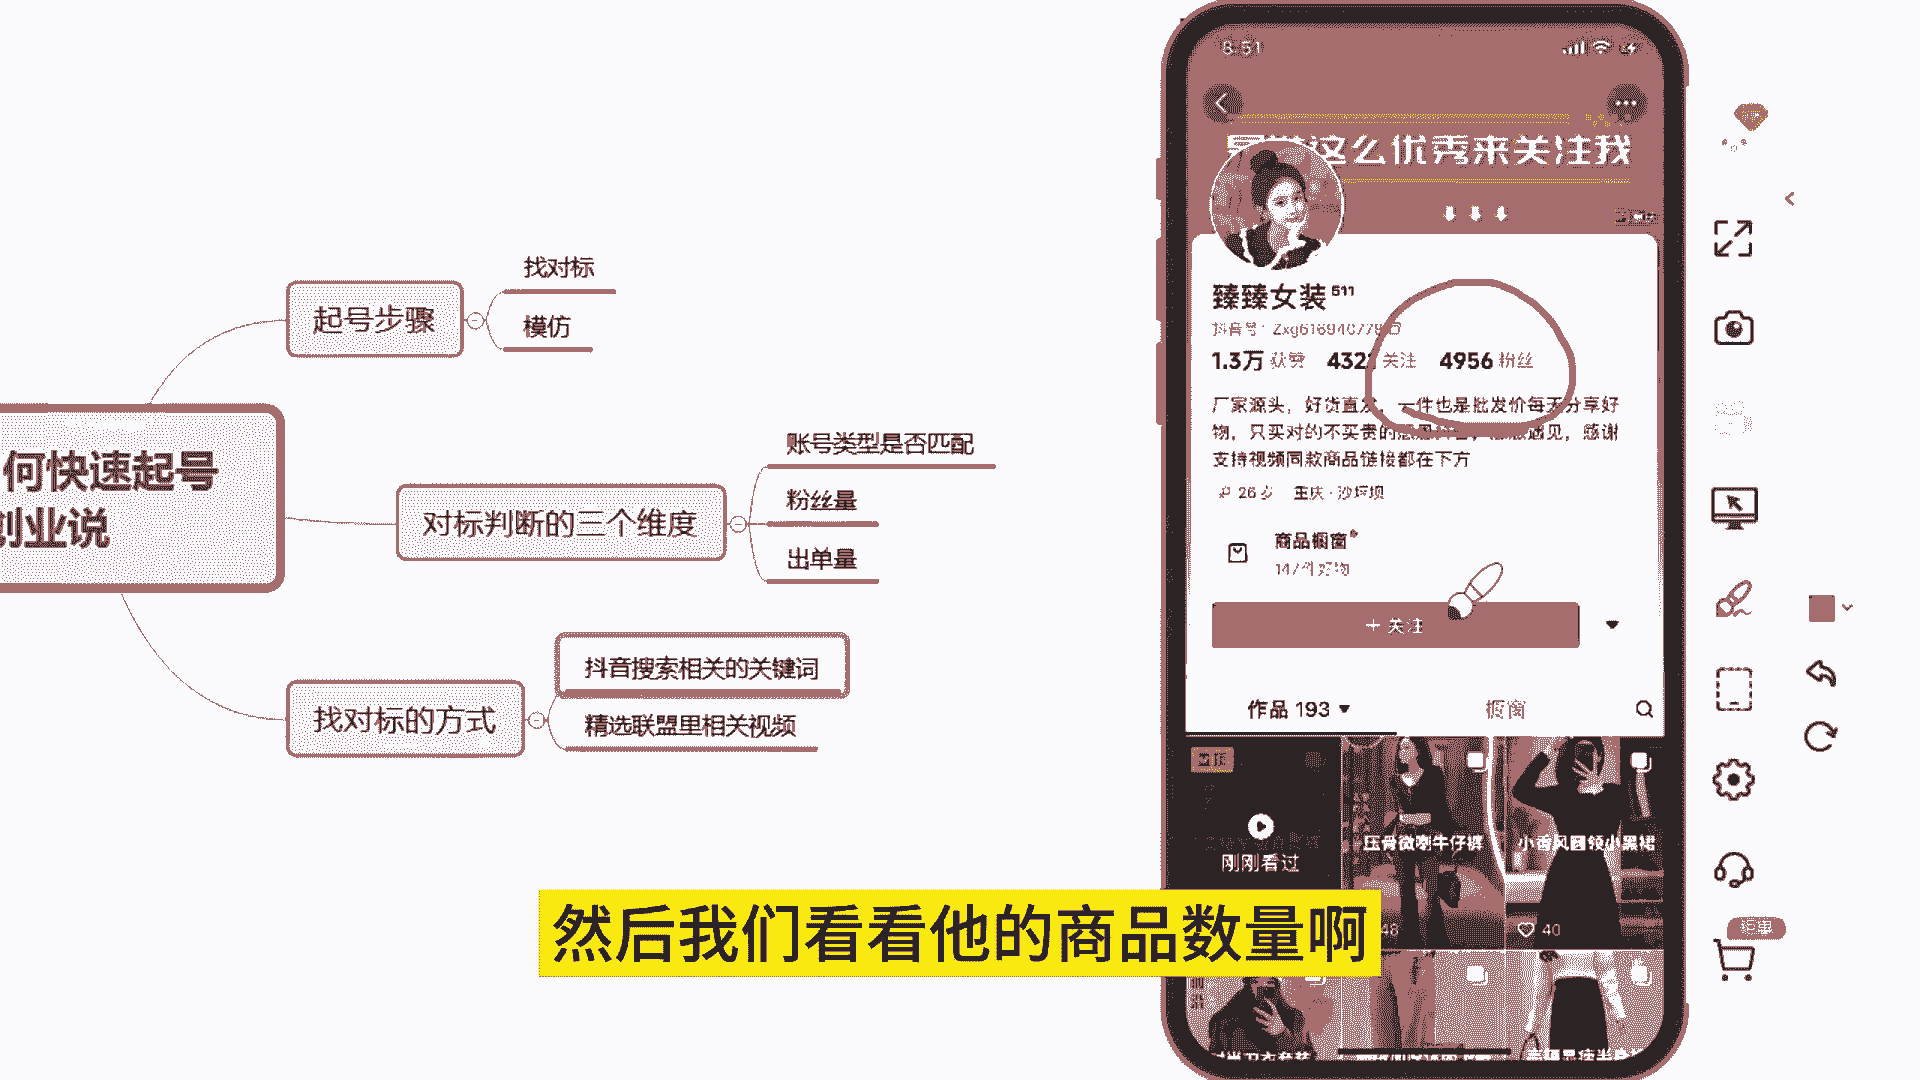 何快速起号
创业说
起号步骤
找对标
模仿
对标判断的三个维度
账号类型是否匹配
粉丝量
出单量
找对标的方式
抖音搜索相关的关键词
精选联盟里相关视频
8:51
这么优秀来关注我
臻臻女装511
抖音号: Zxg616940778
1.3万 获赞 432 关注 4956 粉丝
厂家源头，好货直发，一件也是批发价每天分享好
物，只买对的不买贵的感恩 遇见，感谢
支持视频同款商品链接都在下方
26岁 重庆·沙坪坝
商品橱窗
147件好物
+ 关注
作品 193 橱窗
刚刚看过
压骨微喇牛仔裤
小香风圆领小黑裙
48
40
然后我们看看他的商品数量啊